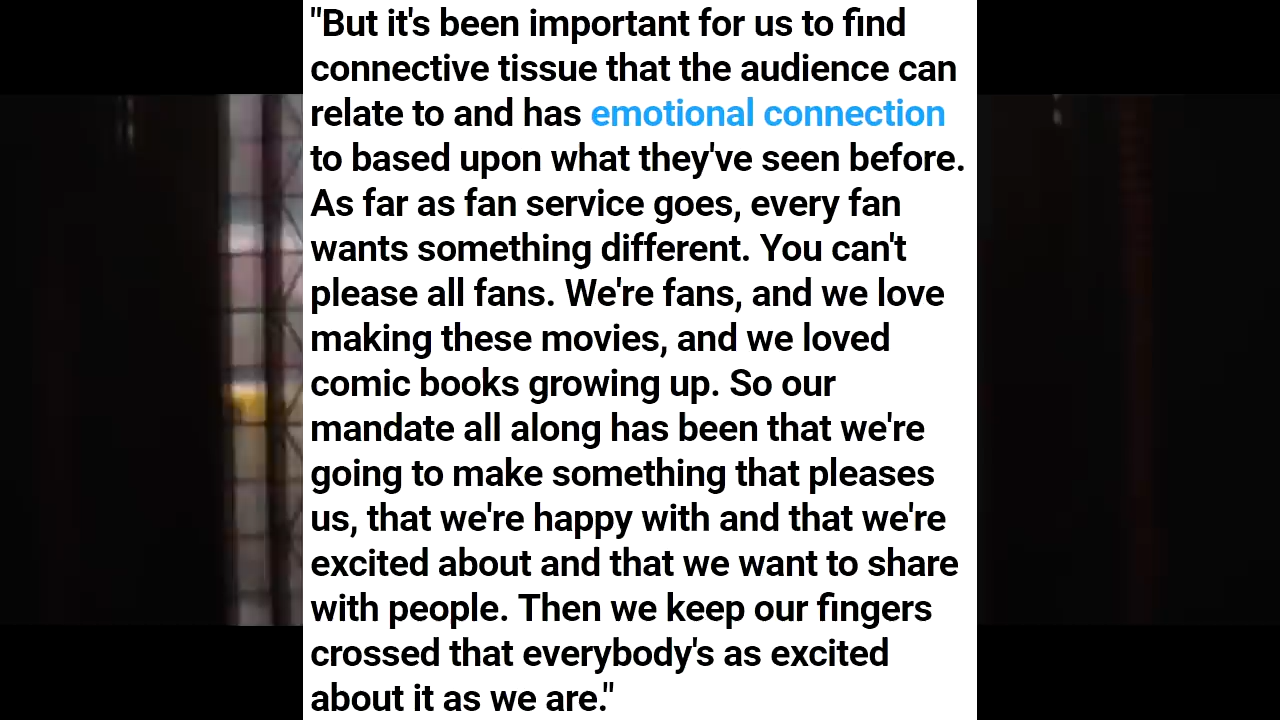 "But it's been important for us to find
connective tissue that the audience can
relate to and has emotional connection
to based upon what they've seen before.
As far as fan service goes, every fan
wants something different. You can't
please all fans. We're fans, and we love
making these movies, and we loved
comic books growing up. So our
mandate all along has been that we're
going to make something that pleases
us, that we're happy with and that we're
excited about and that we want to share
with people. Then we keep our fingers
crossed that everybody's as excited
about it as we are."